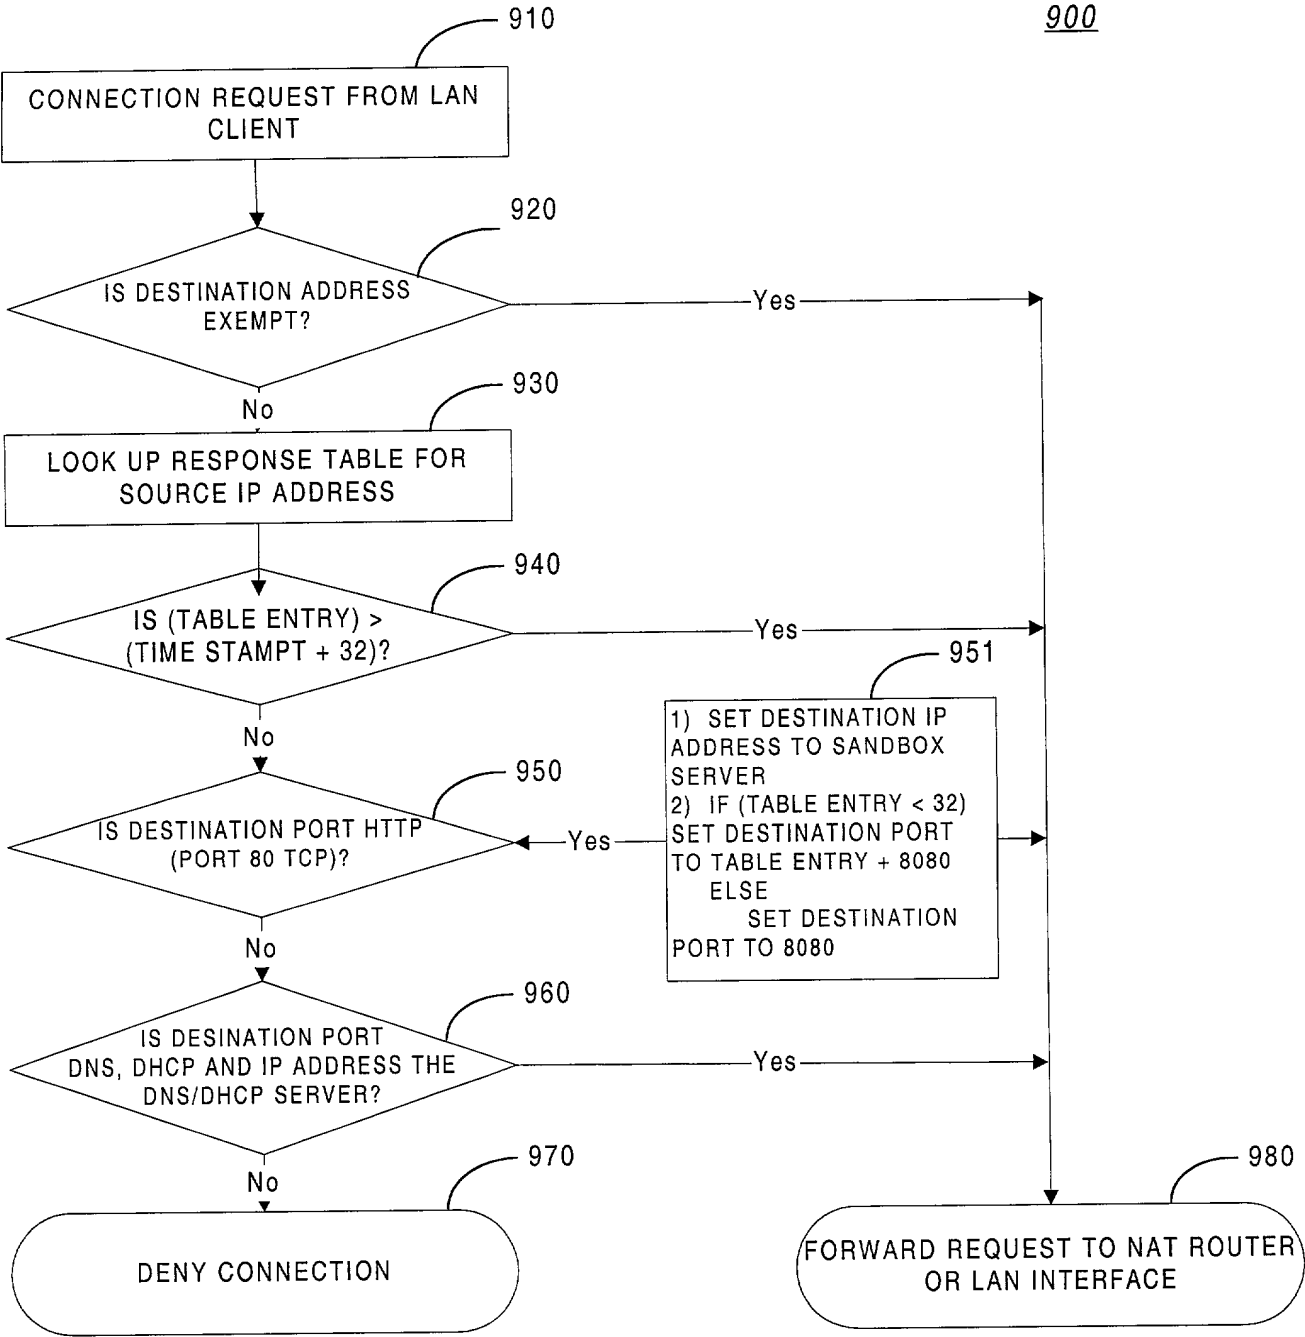 900
910
CONNECTION REQUEST FROM LAN
CLIENT
920
IS DESTINATION ADDRESS
EXEMPT?
Yes
No
930
LOOK UP RESPONSE TABLE FOR
SOURCE IP ADDRESS
940
IS (TABLE ENTRY) >
(TIME STAMPT + 32)?
Yes
No
950
IS DESTINATION PORT HTTP
(PORT 80 TCP)?
Yes
951
1) SET DESTINATION IP
ADDRESS TO SANDBOX
SERVER
2) IF (TABLE ENTRY < 32)
SET DESTINATION PORT
TO TABLE ENTRY + 8080
ELSE
SET DESTINATION
PORT TO 8080
No
960
IS DESINATION PORT
DNS, DHCP AND IP ADDRESS THE
DNS/DHCP SERVER?
Yes
No
970
DENY CONNECTION
980
FORWARD REQUEST TO NAT ROUTER
OR LAN INTERFACE